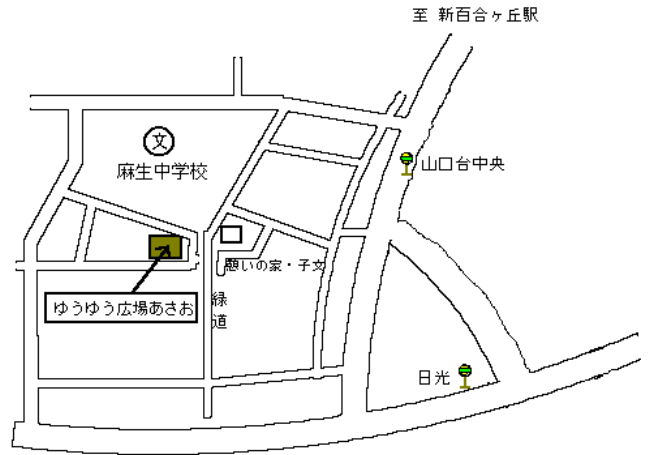 至 新百合ヶ丘駅
文
麻生中学校
山口台中央
憩いの家・子文
ゆうゆう広場あさお
緑
道
日光